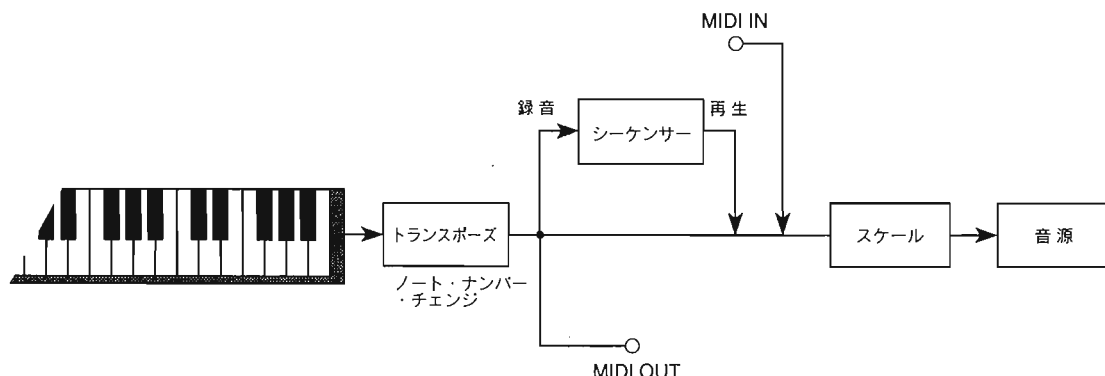 MIDI IN
録音
シーケンサー
再生
トランスポーズ
スケール
音源
ノート・ナンバー
・チェンジ
MIDI OUT